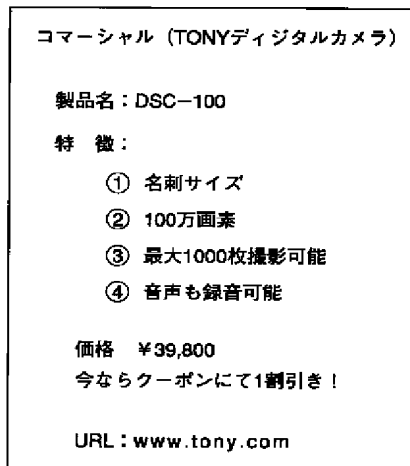 コマーシャル（TONYディジタルカメラ）
製品名：DSC−100
特　徴：
① 名刺サイズ
② 100万画素
③ 最大1000枚撮影可能
④ 音声も録音可能
価格　￥39,800
今ならクーポンにて1割引き！
URL：www.tony.com